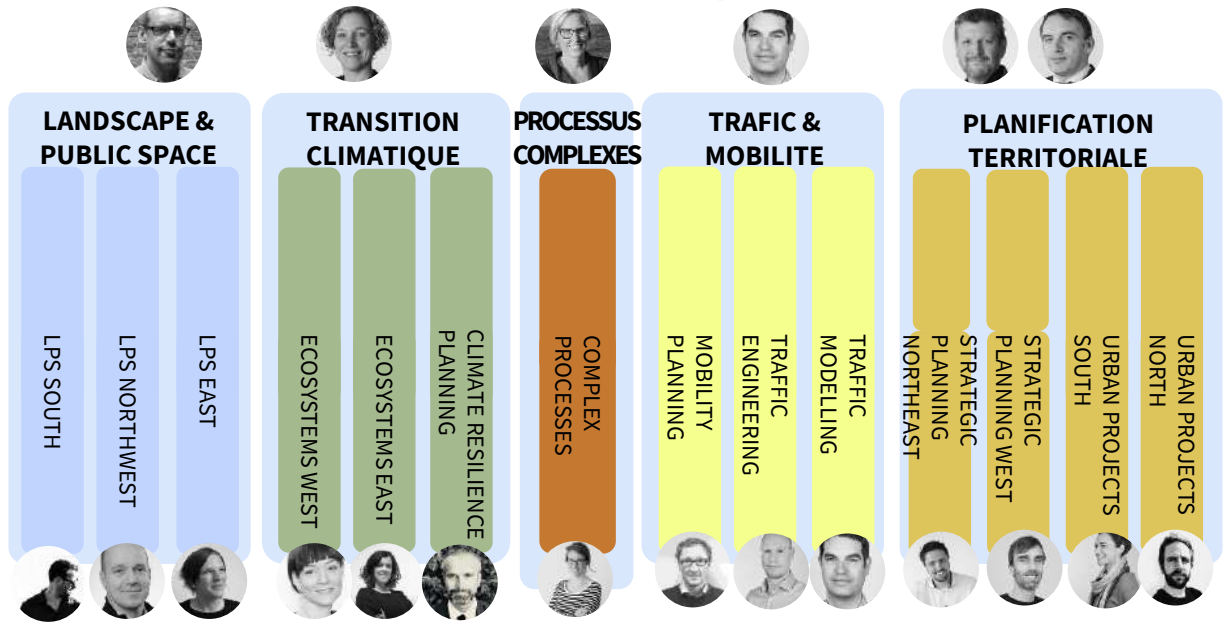 LANDSCAPE &
PUBLIC SPACE
LPS SOUTH
LPS NORTHWEST
LPS EAST
TRANSITION
CLIMATIQUE
ECOSYSTEMS WEST
ECOSYSTEMS EAST
CLIMATE RESILIENCE
PLANNING
PROCESSUS
COMPLEXES
COMPLEX
PROCESSES
TRAFIC &
MOBILITE
MOBILITY
PLANNING
TRAFFIC
ENGINEERING
TRAFFIC
MODELLING
PLANIFICATION
TERRITORIALE
STRATEGIC
PLANNING
NORTHEAST
STRATEGIC
PLANNING WEST
URBAN PROJECTS
SOUTH
URBAN PROJECTS
NORTH